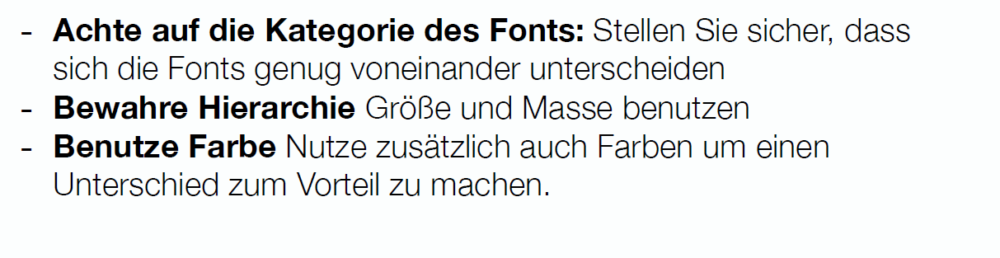 - Achte auf die Kategorie des Fonts: Stellen Sie sicher, dass
sich die Fonts genug voneinander unterscheiden
- Bewahre Hierarchie Größe und Masse benutzen
- Benutze Farbe Nutze zusätzlich auch Farben um einen
Unterschied zum Vorteil zu machen.